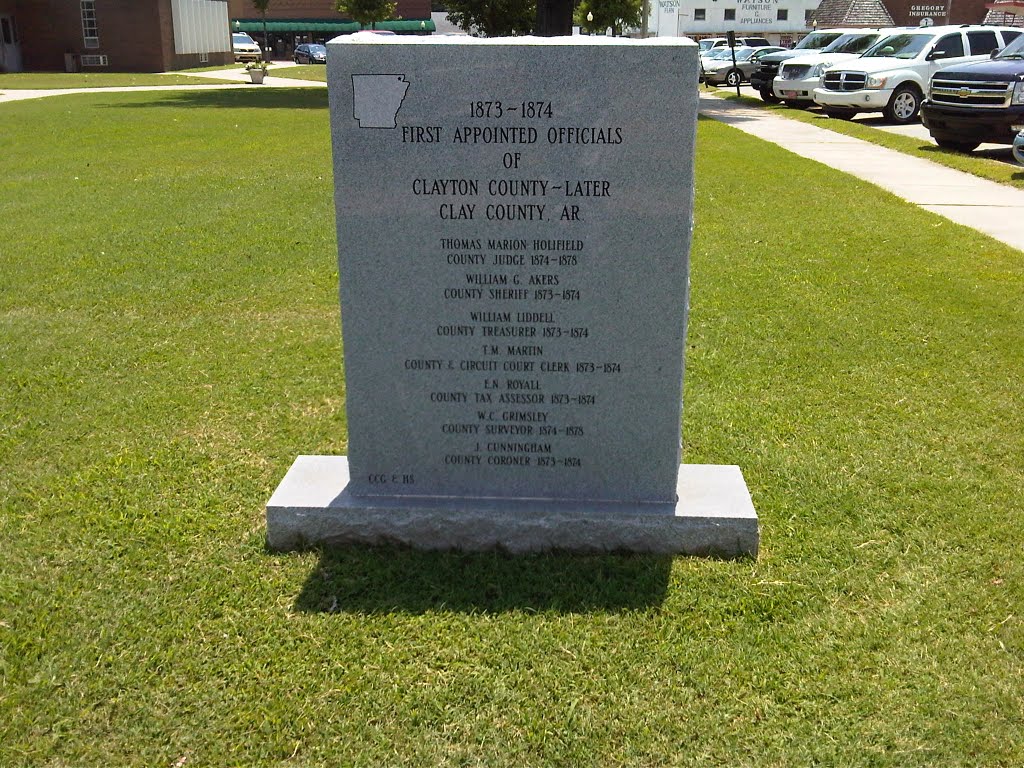 WATSON
FERN
WATSON
FURNITURE
APPLIANCES
GREGORY
INSURANCE
1873~1874
FIRST APPOINTED OFFICIALS
OF
CLAYTON COUNTY~LATER
CLAY COUNTY, AR
THOMAS MARION HOLIFIELD
COUNTY JUDGE 1874~1878
WILLIAM G. AKERS
COUNTY SHERIFF 1873~1874
WILLIAM LIDDELL
COUNTY TREASURER 1873~1874
T.M. MARTIN
COUNTY & CIRCUIT COURT CLERK 1873~1874
E.N. ROYALL
COUNTY TAX ASSESSOR 1873~1874
W.C. GRIMSLEY
COUNTY SURVEYOR 1874~1878
J. CUNNINGHAM
COUNTY CORONER 1873~1874
CCG & HS